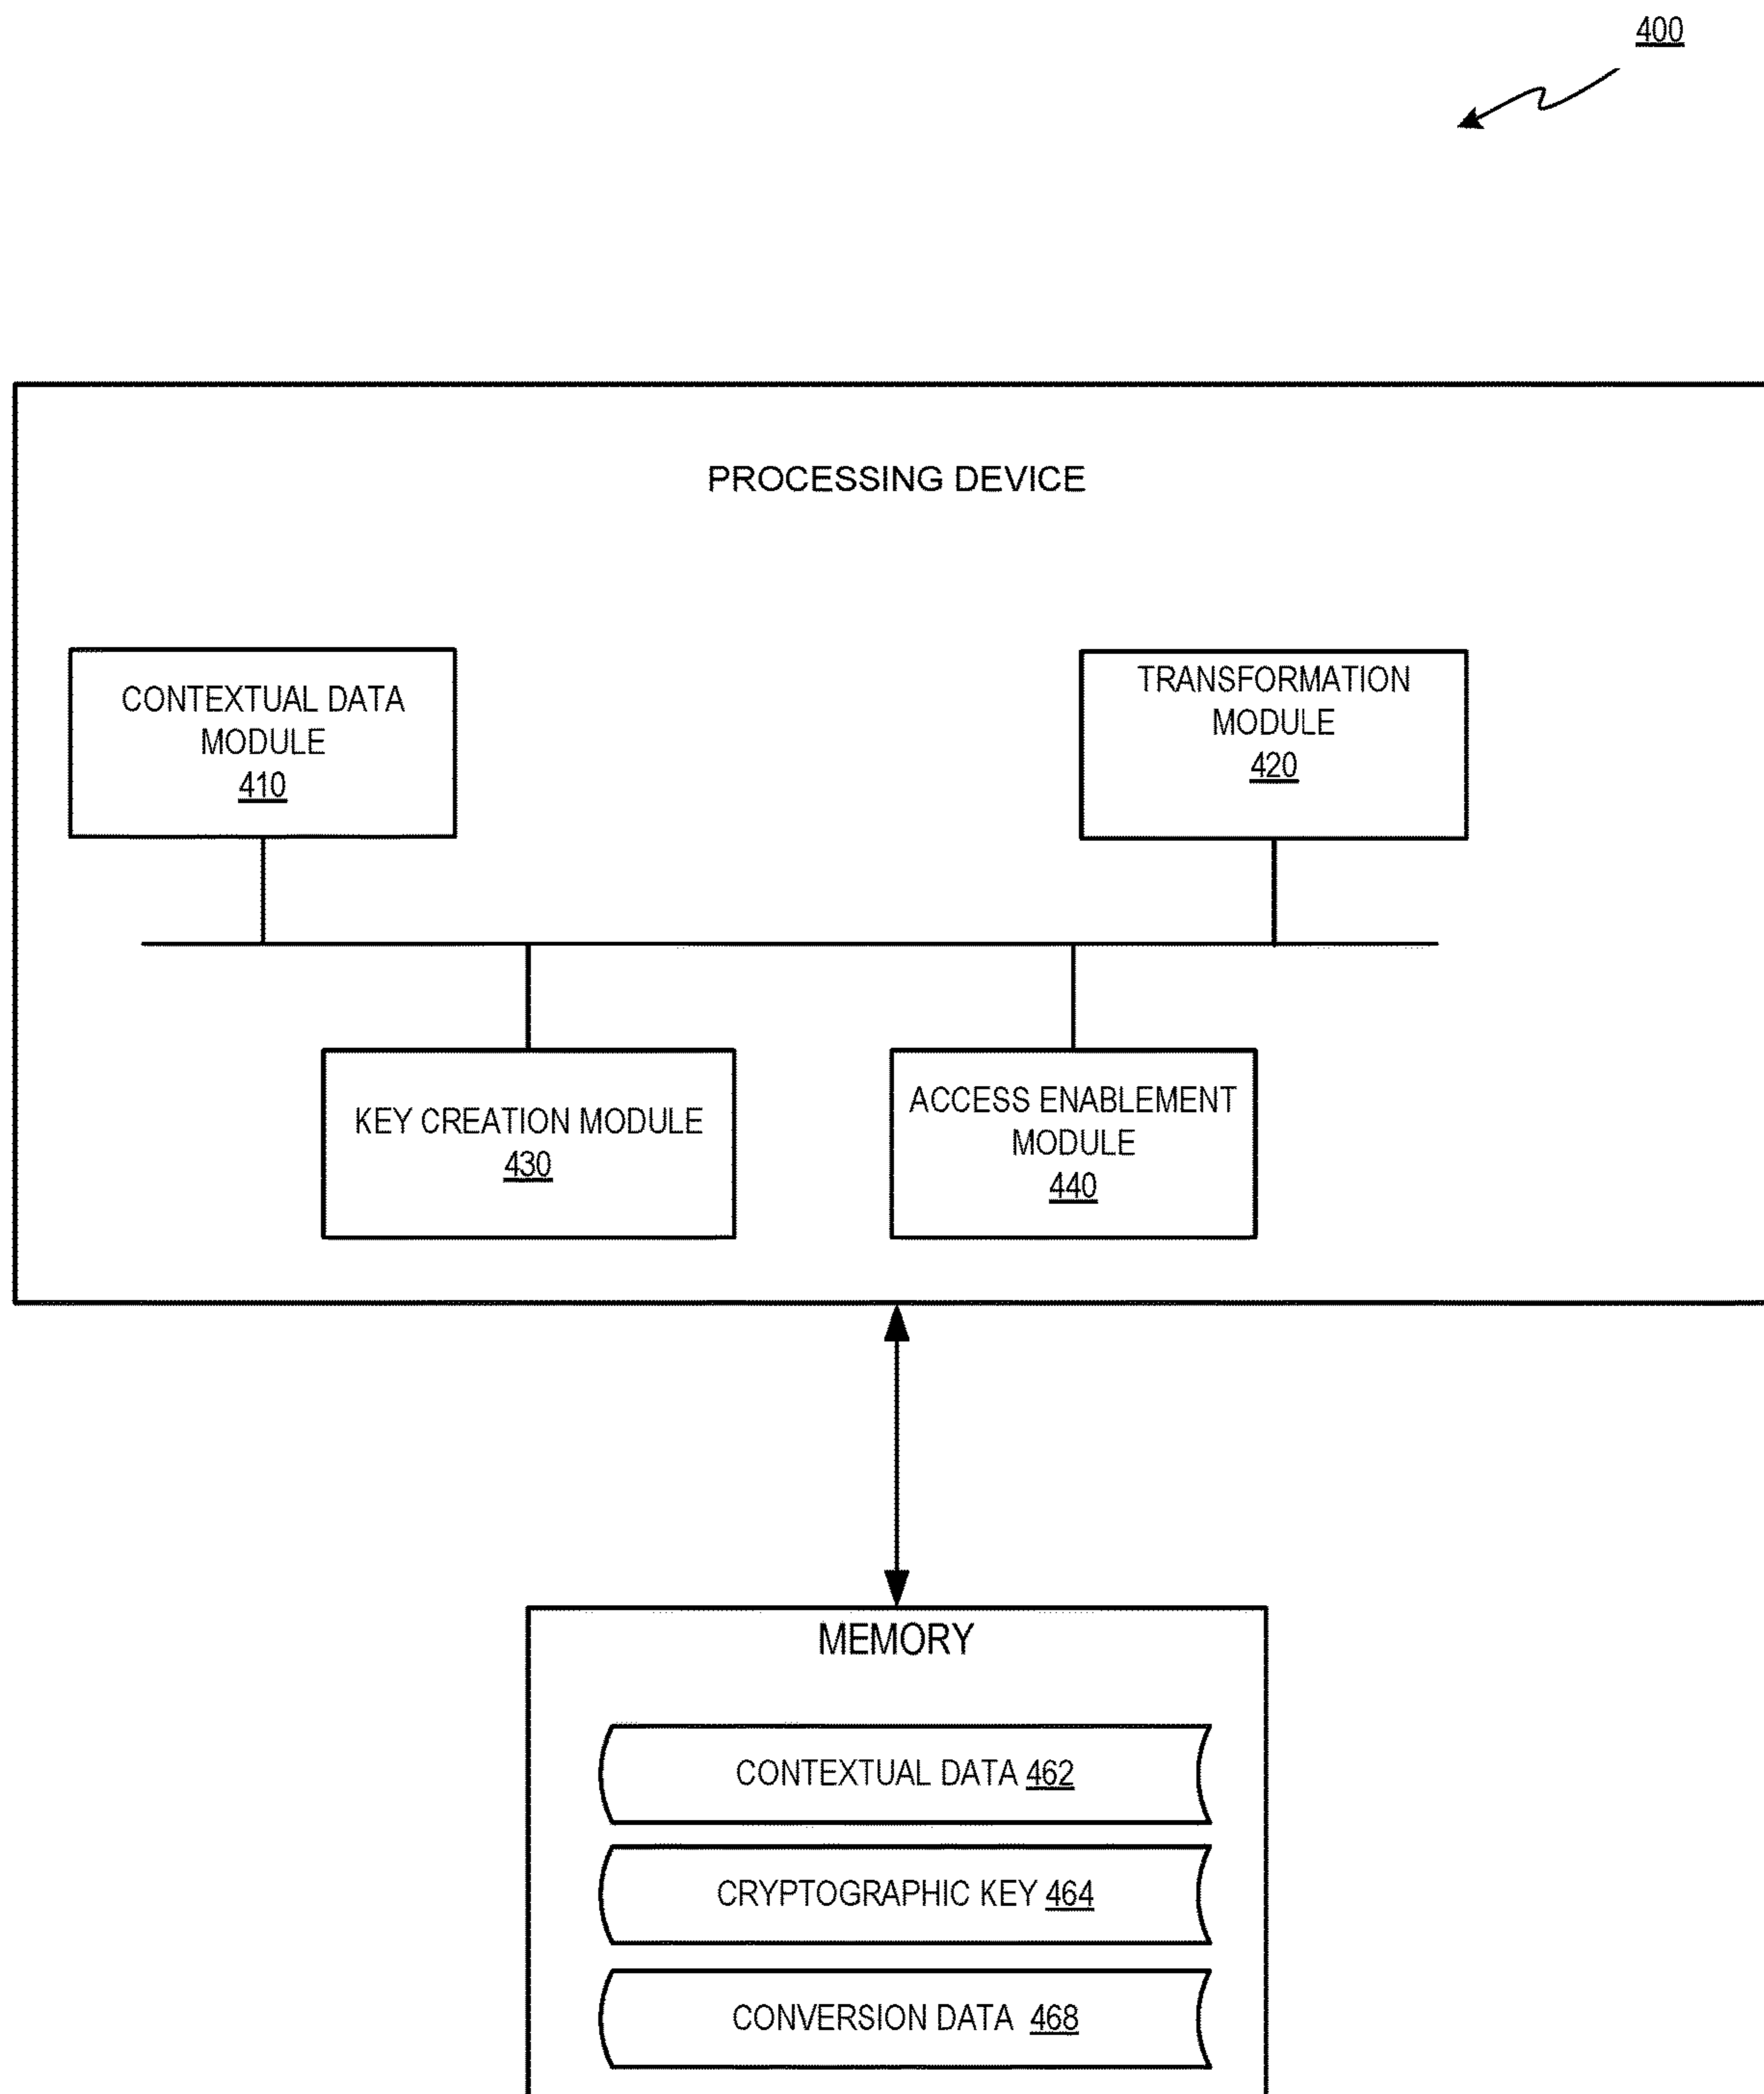 400
PROCESSING DEVICE
CONTEXTUAL DATA
MODULE
410
TRANSFORMATION
MODULE
420
KEY CREATION MODULE
430
ACCESS ENABLEMENT
MODULE
440
MEMORY
CONTEXTUAL DATA 462
CRYPTOGRAPHIC KEY 464
CONVERSION DATA 468